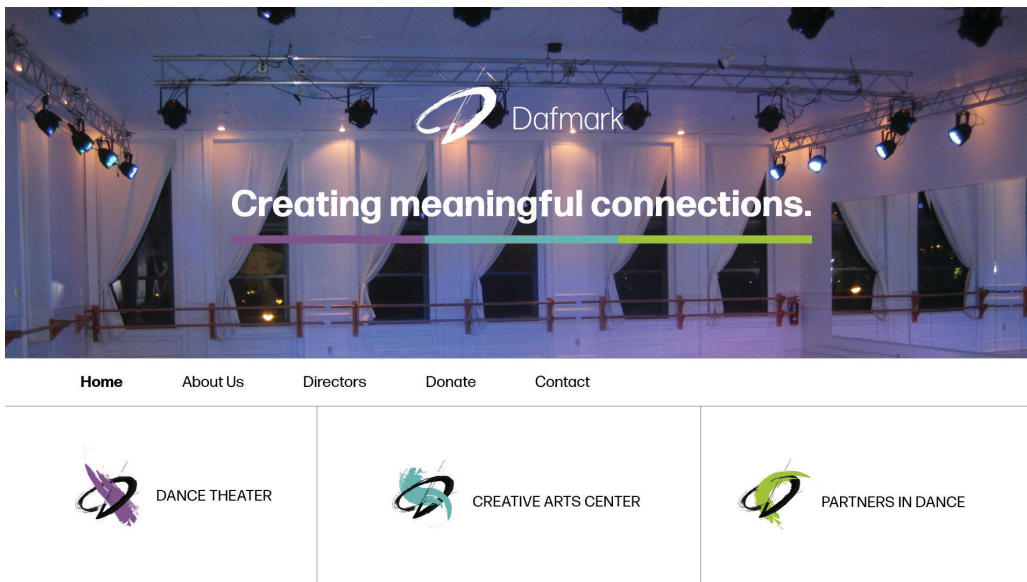 Dafmark
Creating meaningful connections.
Home About Us Directors Donate Contact
DANCE THEATER
CREATIVE ARTS CENTER
PARTNERS IN DANCE